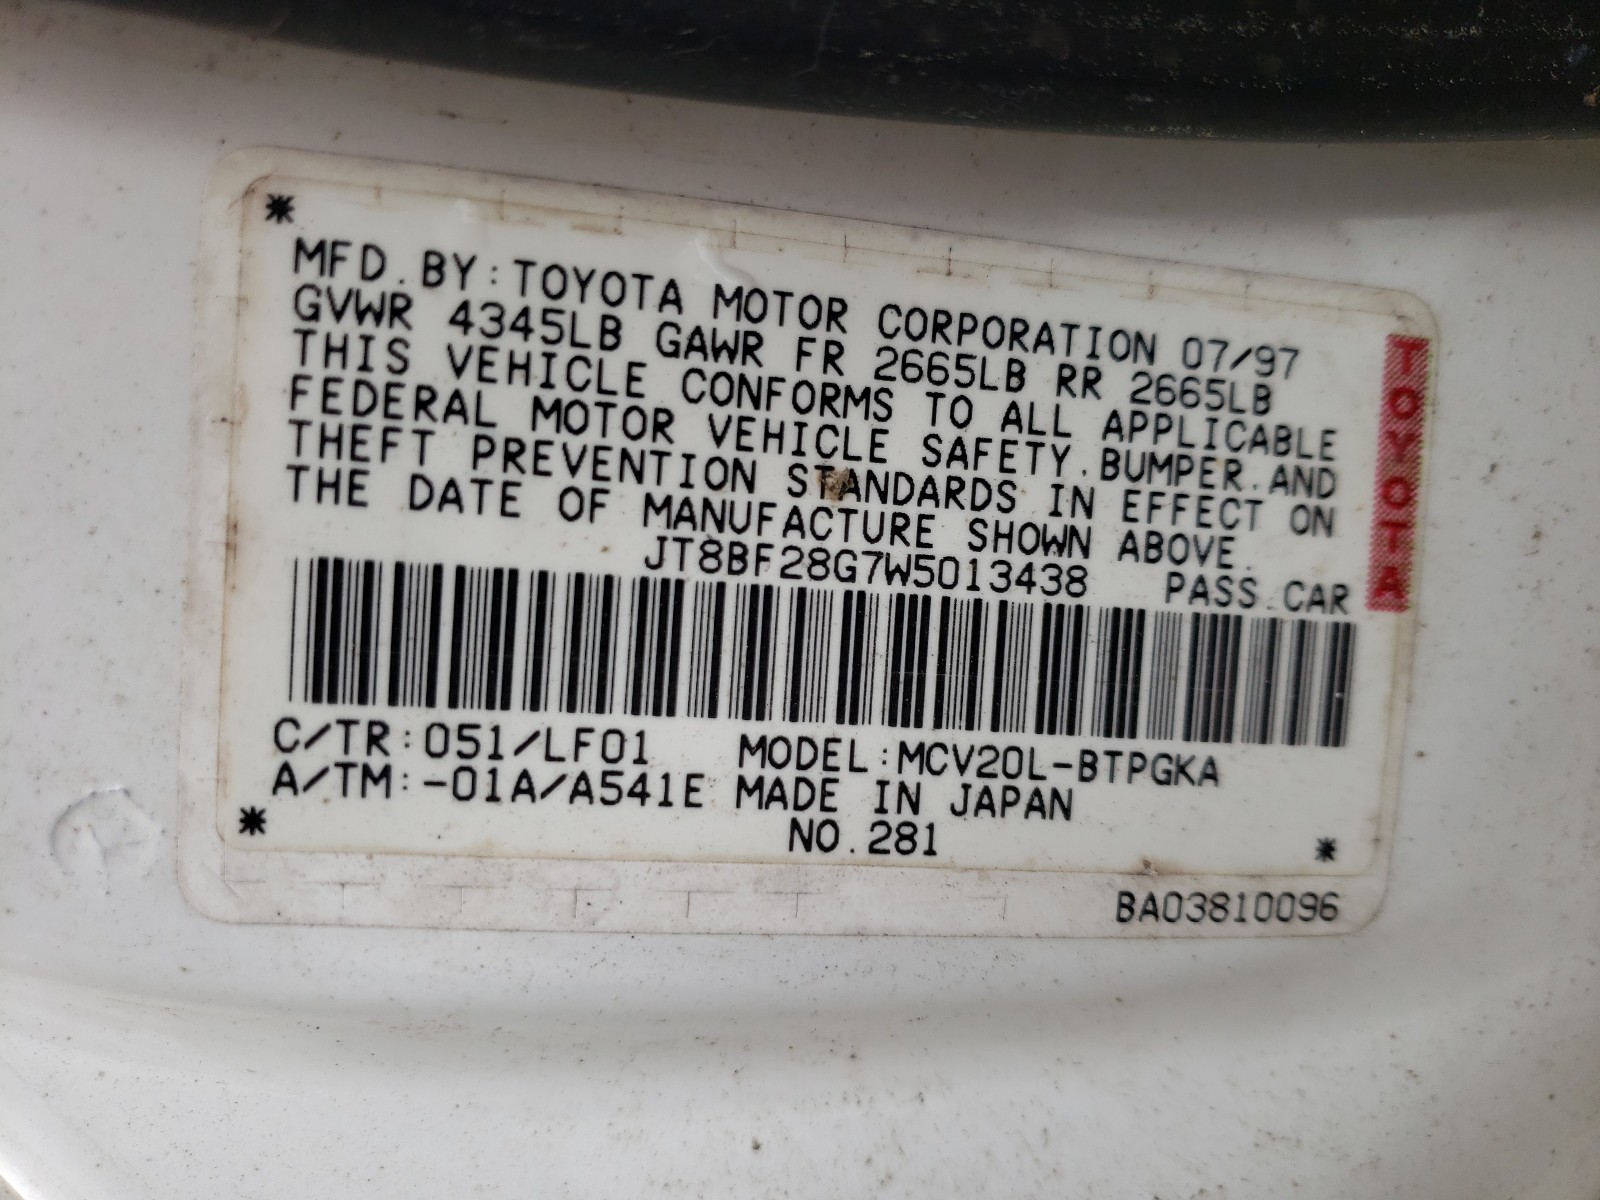 MFD. BY: TOYOTA MOTOR CORPORATION 07/97
GVWR 4345LB GAWR FR 2665LB RR 2665LB
THIS VEHICLE CONFORMS TO ALL APPLICABLE
FEDERAL MOTOR VEHICLE SAFETY, BUMPER, AND
THEFT PREVENTION STANDARDS IN EFFECT ON
THE DATE OF MANUFACTURE SHOWN ABOVE.
JT8BF28G7W5013438 PASS. CAR
C/TR: 051/LF01 MODEL: MCV20L-BTPGKA
A/TM: -01A/A541E MADE IN JAPAN
NO. 281
BA03810096
TOYOTA